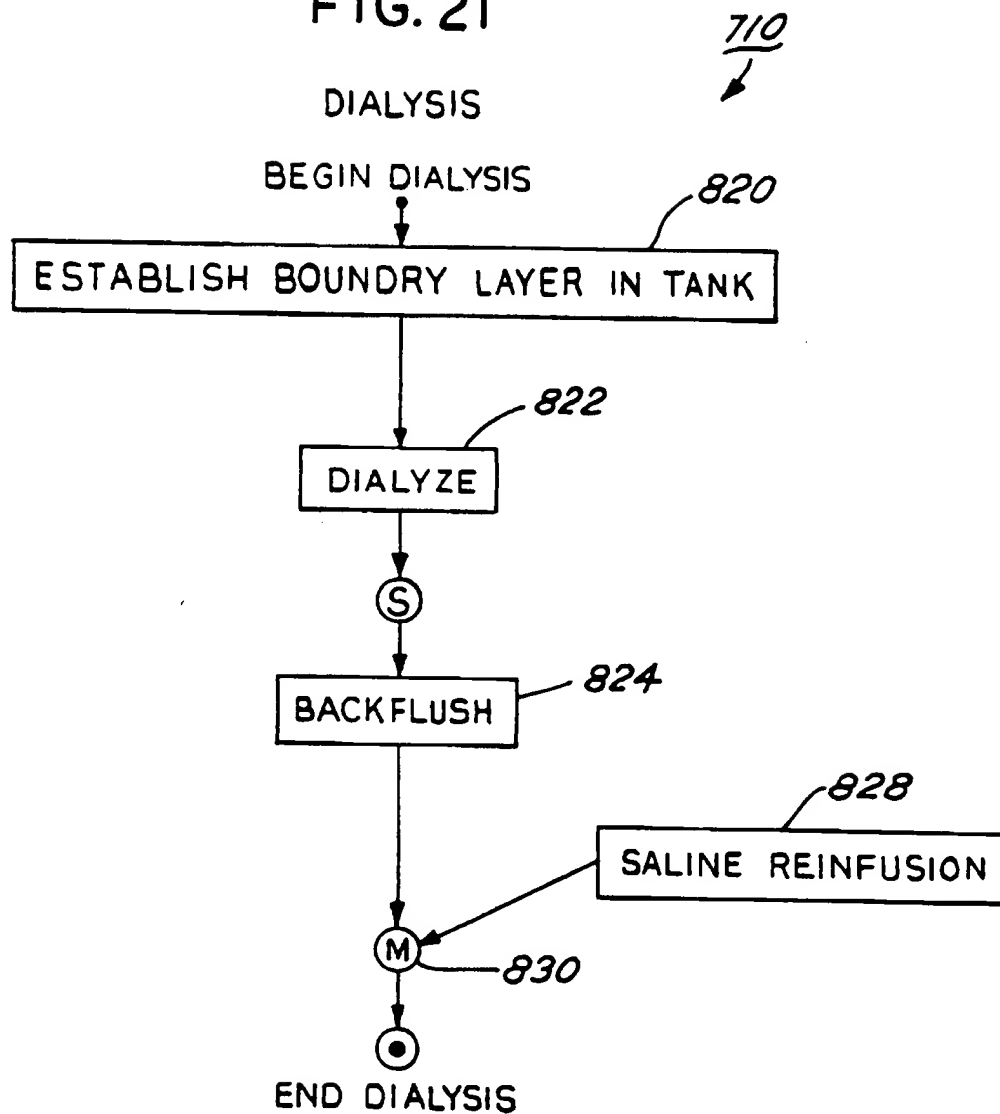 FIG. 21
710
DIALYSIS
BEGIN DIALYSIS
820
ESTABLISH BOUNDRY LAYER IN TANK
822
DIALYZE
S
824
BACKFLUSH
828
SALINE REINFUSION
M
830
END DIALYSIS